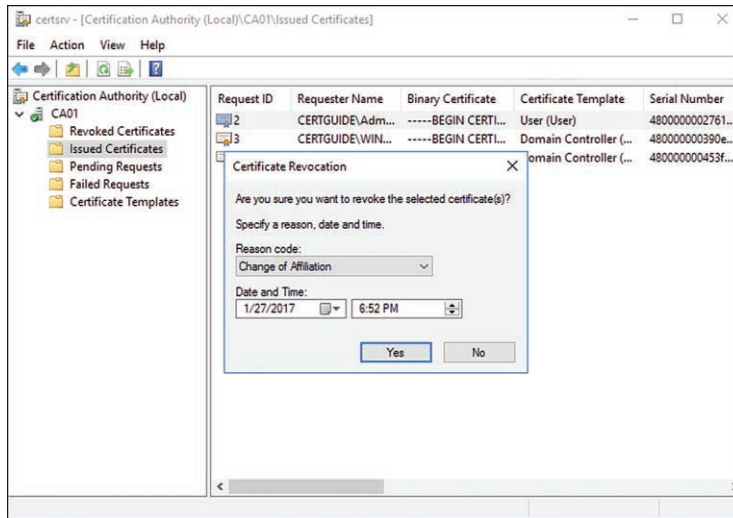 certsrv - [Certification Authority (Local)\CA01\Issued Certificates]
File Action View Help
Certification Authority (Local)
CA01
Revoked Certificates
Issued Certificates
Pending Requests
Failed Requests
Certificate Templates
Request ID Requester Name Binary Certificate Certificate Template Serial Number
2 CERTGUIDE\Adm... -----BEGIN CERTI... User (User) 480000002761...
3 CERTGUIDE\WIN... -----BEGIN CERTI... Domain Controller (... 48000000390e...
omain Controller (... 48000000453f...
Certificate Revocation
Are you sure you want to revoke the selected certificate(s)?
Specify a reason, date and time.
Reason code:
Change of Affiliation
Date and Time:
1/27/2017 6:52 PM
Yes No